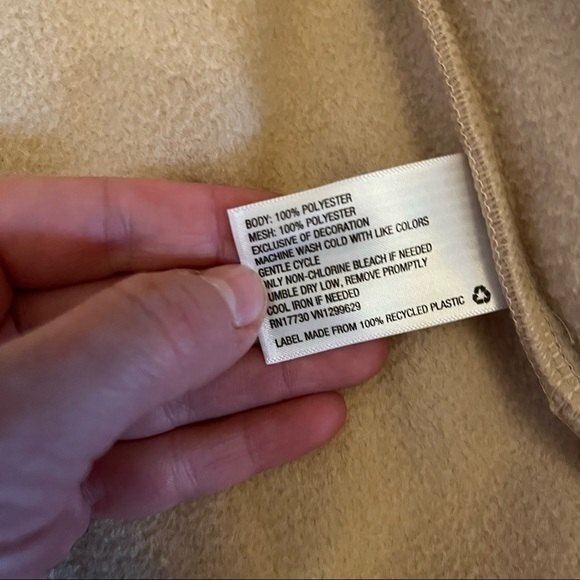 BODY: 100% POLYESTER
MESH: 100% POLYESTER
EXCLUSIVE OF DECORATION
MACHINE WASH COLD WITH LIKE COLORS
GENTLE CYCLE
NLY NON-CHLORINE BLEACH IF NEEDED
UMBLE DRY LOW, REMOVE PROMPTLY
COOL IRON IF NEEDED
RN17730 VN1299629
LABEL MADE FROM 100% RECYCLED PLASTIC